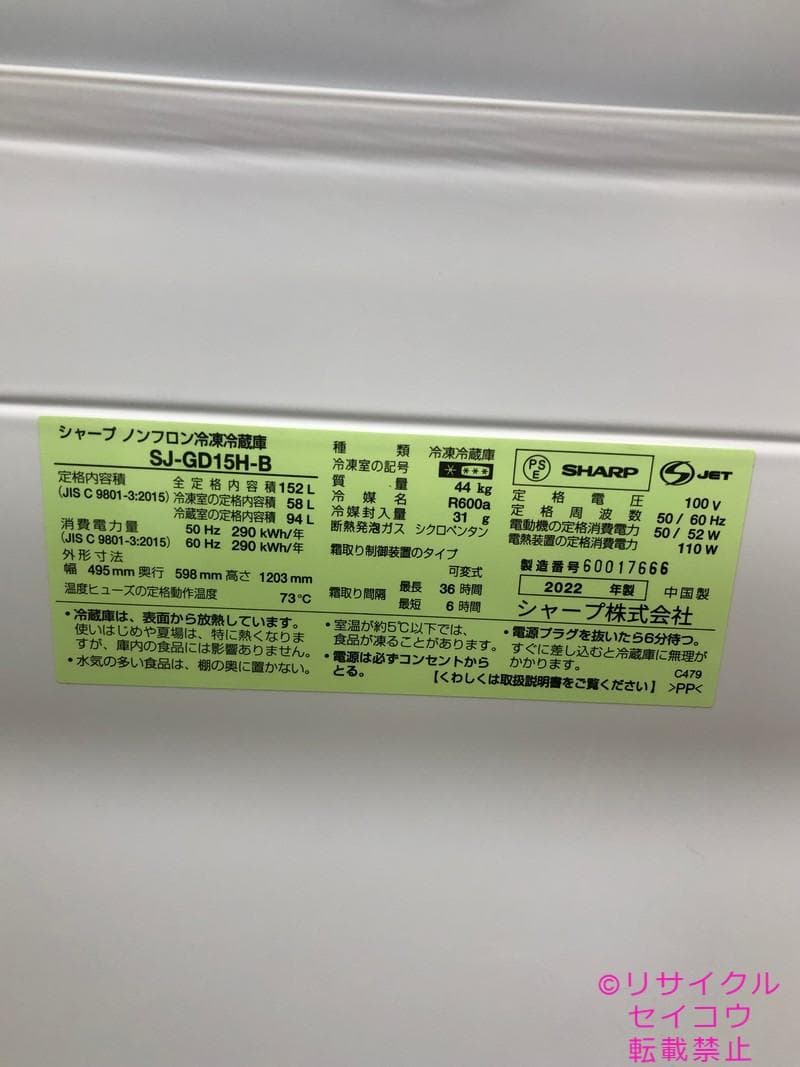 シャープ ノンフロン冷凍冷蔵庫
SJ-GD15H-B
定格内容積
(JIS C 9801-3:2015)
全定格内容積 152 L
冷凍室の定格内容積 58 L
冷蔵室の定格内容積 94 L
消費電力量
(JIS C 9801-3:2015)
50 Hz 290 kWh/年
60 Hz 290 kWh/年
外形寸法
幅 495 mm 奥行 598 mm 高さ 1203 mm
温度ヒューズの定格動作温度 73℃
種類 冷凍冷蔵庫
冷凍室の記号 * ***
質量 44 kg
冷媒名 R600a
冷媒封入量 31 g
断熱発泡ガス シクロペンタン
霜取り制御装置のタイプ
可変式
霜取り間隔 最長 36 時間
最短 6 時間
PS
E
SHARP
S JET
定格電圧 100 V
定格周波数 50 / 60 Hz
電動機の定格消費電力 50 / 52 W
電熱装置の定格消費電力 110 W
製造番号 60017666
2022 年製 中国製
シャープ株式会社
・冷蔵庫は、表面から放熱しています。
使いはじめや夏場は、特に熱くなりま
すが、庫内の食品には影響ありません。
・水気の多い食品は、棚の奥に置かない。
・室温が約5℃以下では、
食品が凍ることがあります。
・電源は必ずコンセントから
とる。
・電源プラグを抜いたら6分待つ。
すぐに差し込むと冷蔵庫に無理が
かかります。
C479
【くわしくは取扱説明書をご覧ください】 >PP<
©リサイクル
セイコウ
転載禁止